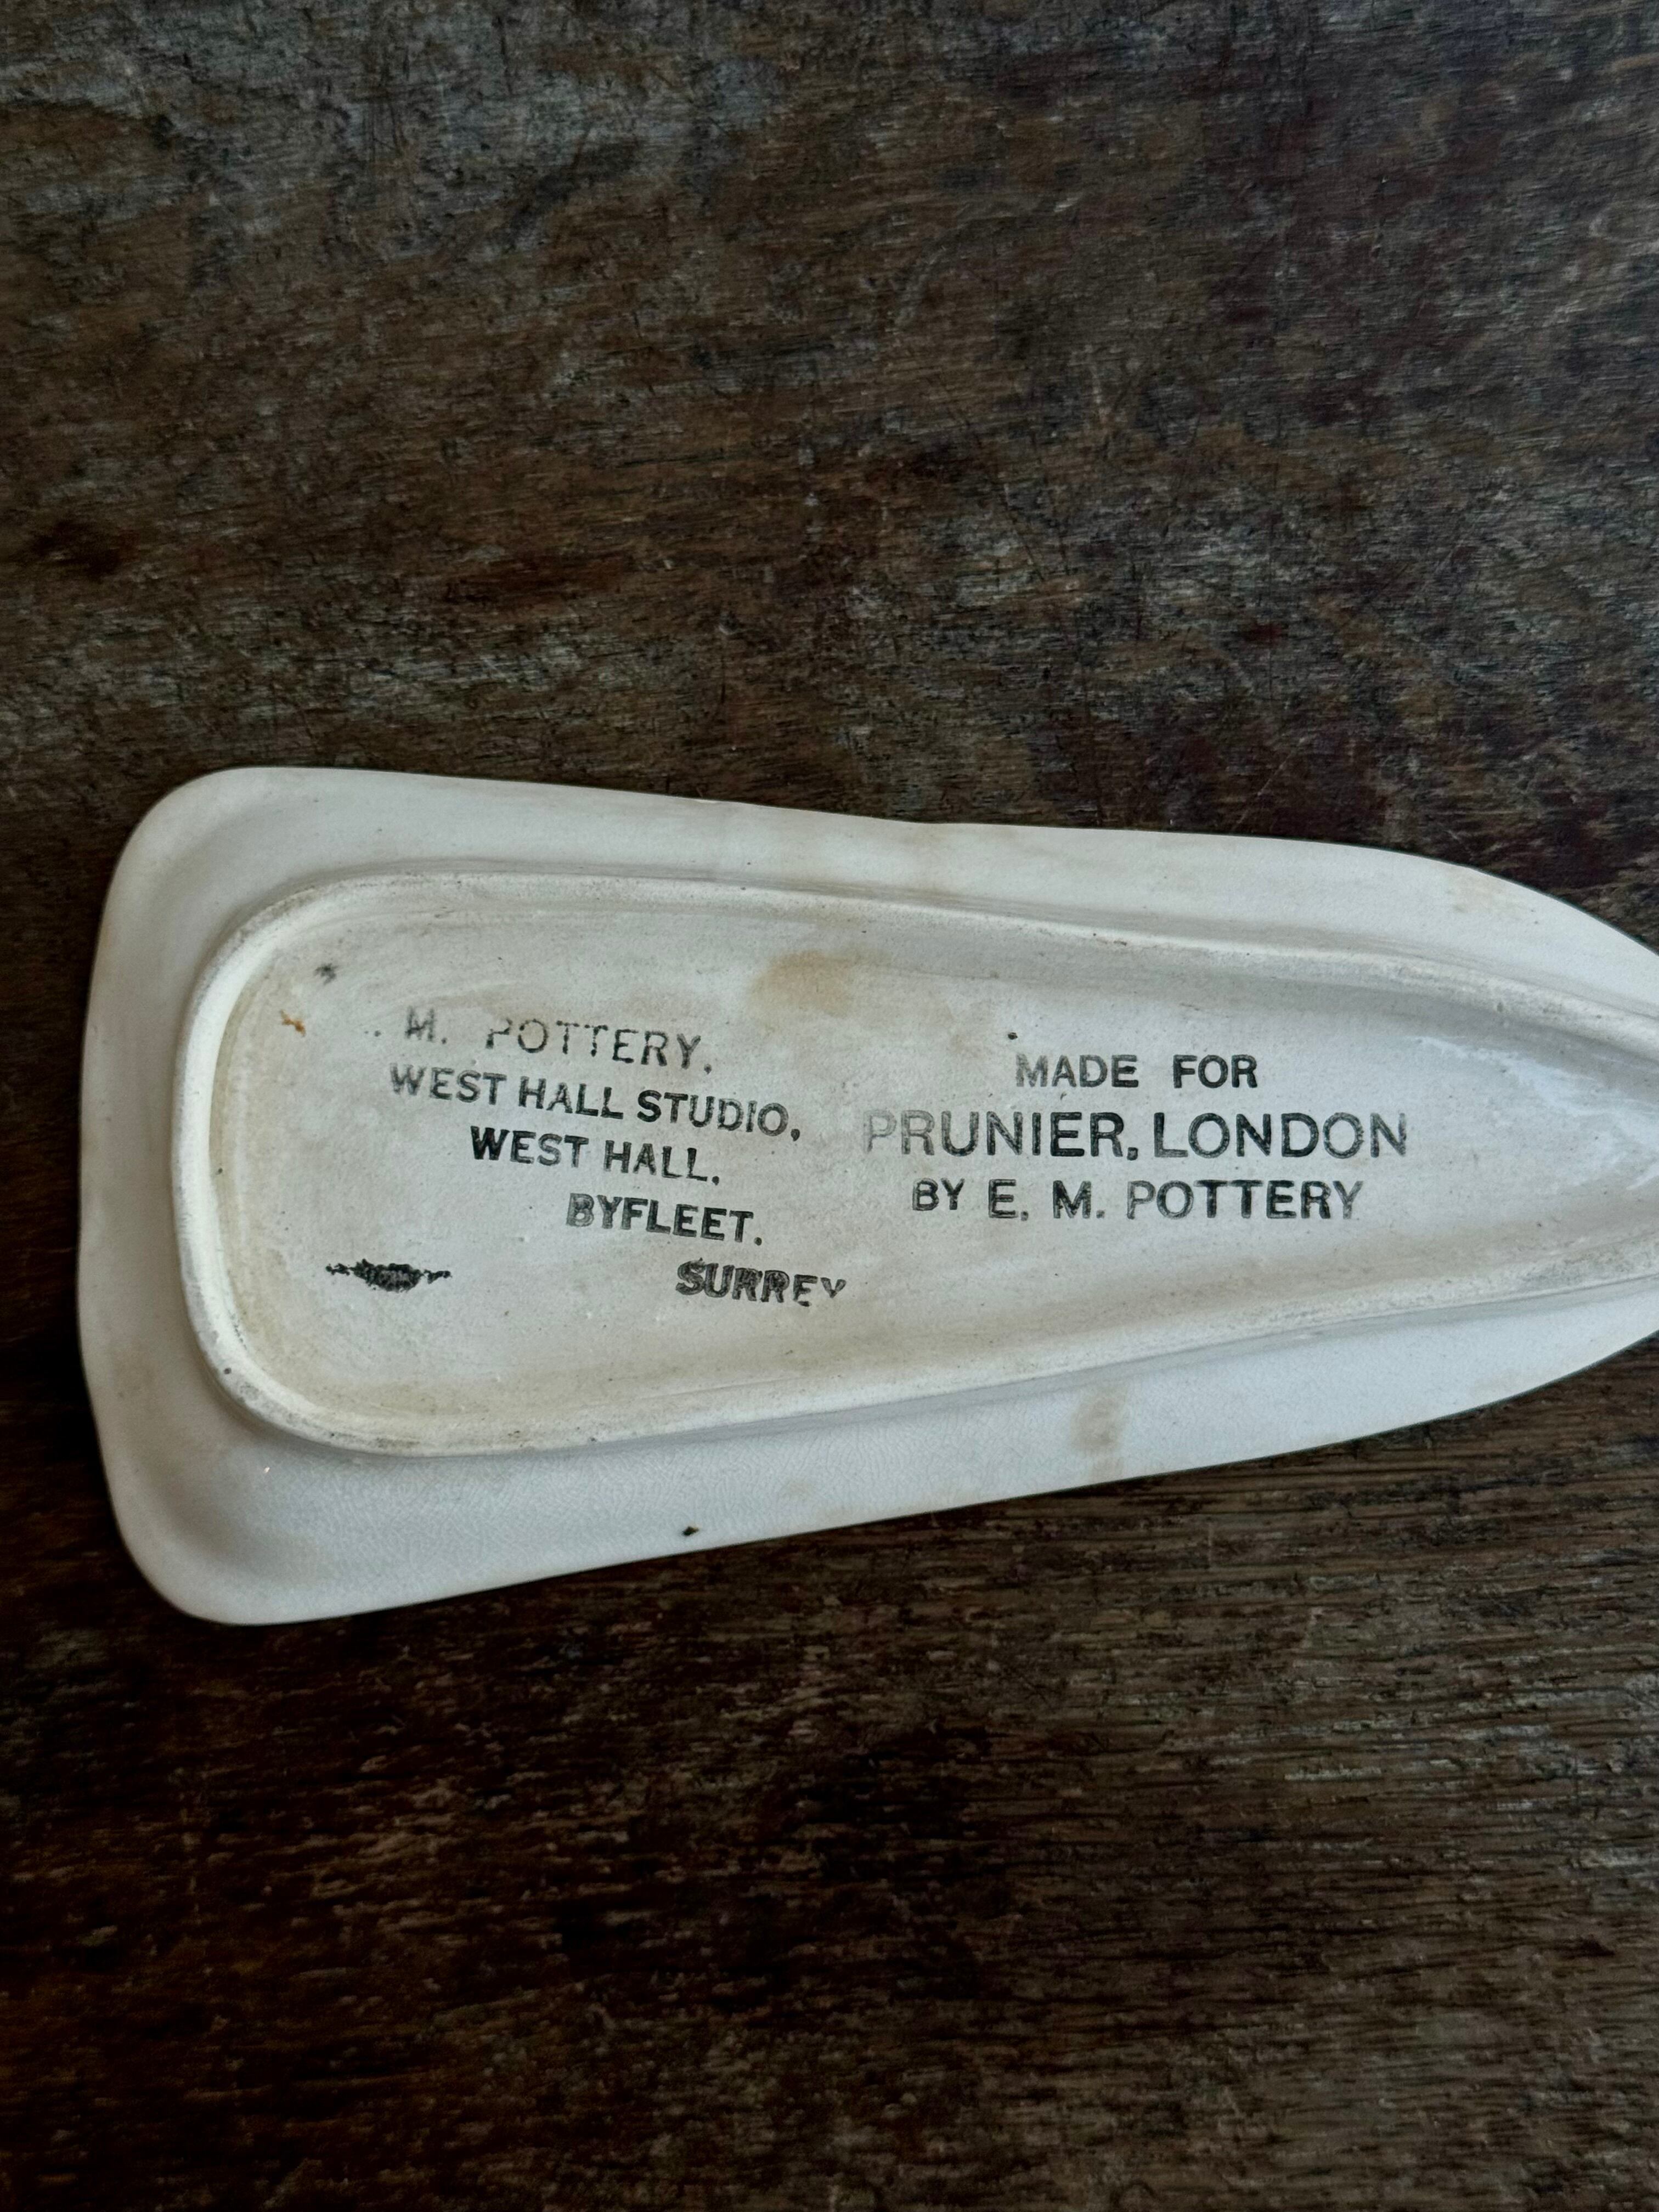 . M. POTTERY.
WEST HALL STUDIO,
WEST HALL.
BYFLEET.
SURREY
MADE FOR
PRUNIER, LONDON
BY E. M. POTTERY